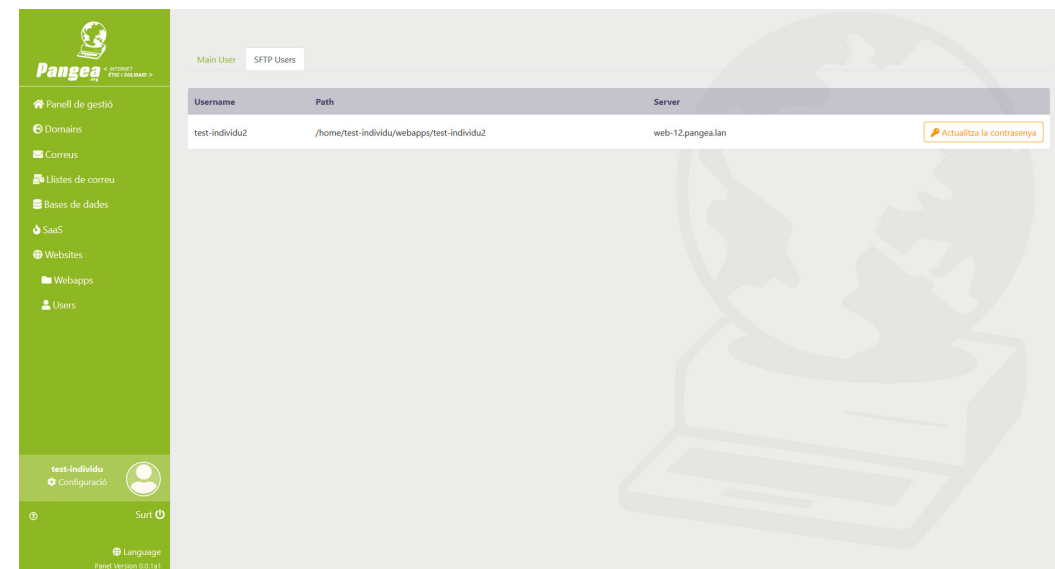 Pangea
.org
< INTERNET
ÈTIC I SOLIDARI >
Panell de gestió
Domains
Correus
Llistes de correu
Bases de dades
SaaS
Websites
Webapps
Users
test-individu
Configuració
Surt
Language
Panel Version 0.0.1a1
Main User SFTP Users
Username Path Server
test-individu2 /home/test-individu/webapps/test-individu2 web-12.pangea.lan Actualitza la contrasenya